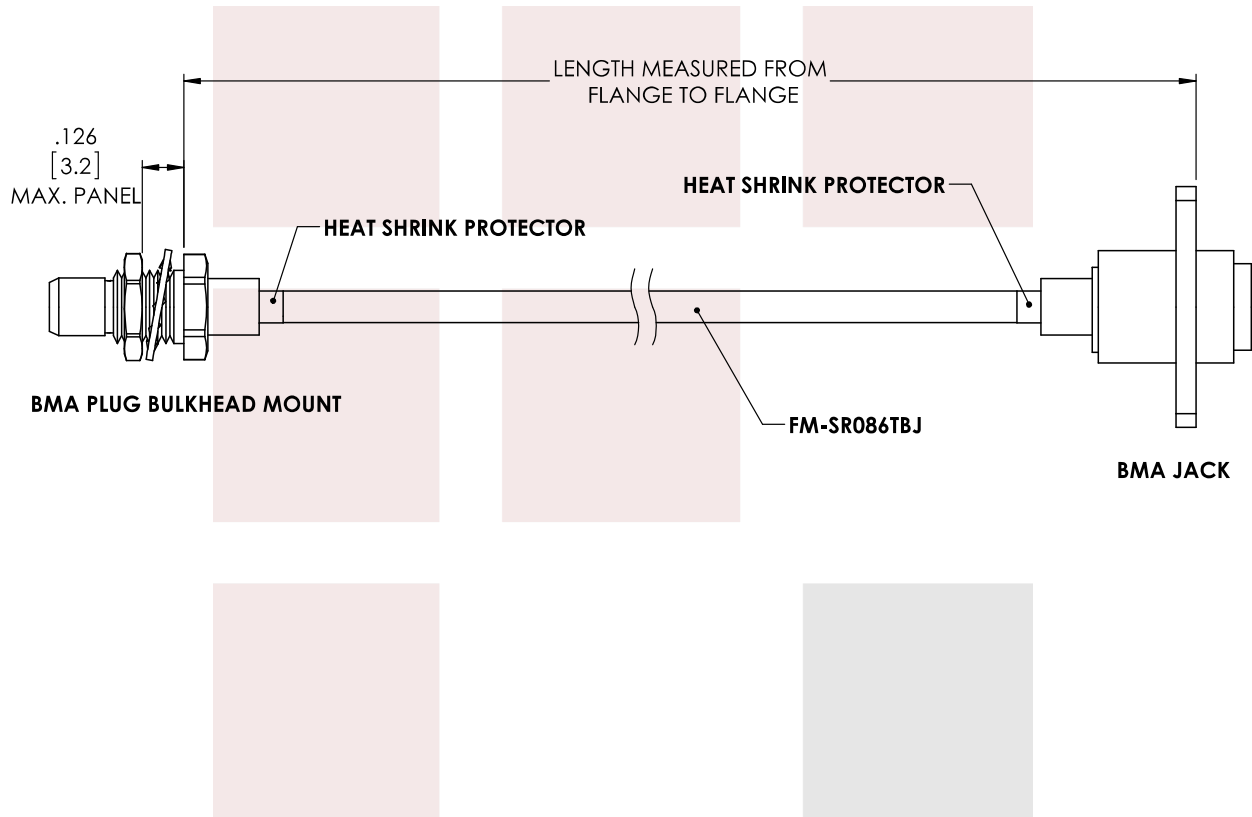 LENGTH MEASURED FROM
FLANGE TO FLANGE
.126
[3.2]
MAX. PANEL
HEAT SHRINK PROTECTOR
HEAT SHRINK PROTECTOR
BMA PLUG BULKHEAD MOUNT
FM-SR086TBJ
BMA JACK